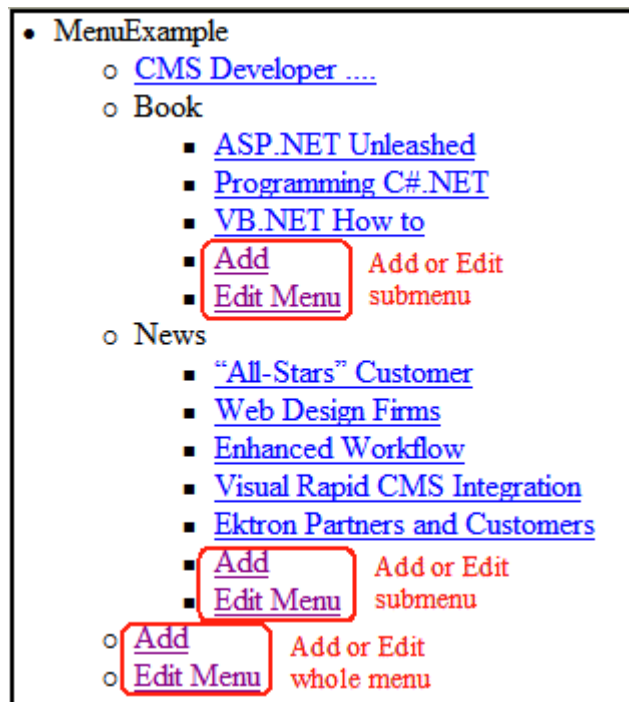 MenuExample
CMS Developer ....
Book
ASP.NET Unleashed
Programming C#.NET
VB.NET How to
Add
Edit Menu
Add or Edit
submenu
News
“All-Stars” Customer
Web Design Firms
Enhanced Workflow
Visual Rapid CMS Integration
Ektron Partners and Customers
Add
Edit Menu
Add or Edit
submenu
Add
Edit Menu
Add or Edit
whole menu